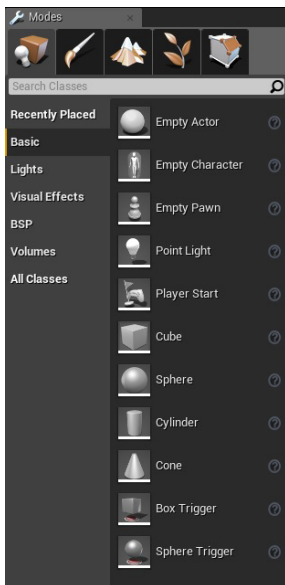 Modes
Search Classes
Recently Placed
Basic
Lights
Visual Effects
BSP
Volumes
All Classes
Empty Actor
Empty Character
Empty Pawn
Point Light
Player Start
Cube
Sphere
Cylinder
Cone
Box Trigger
Sphere Trigger